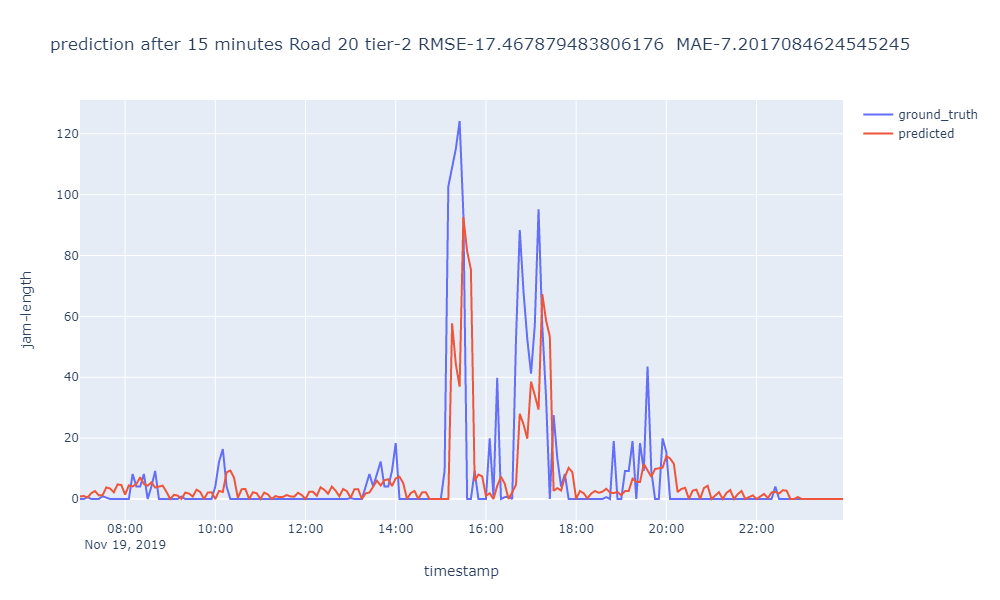 prediction after 15 minutes Road 20 tier-2 RMSE-17.467879483806176  MAE-7.2017084624545245
ground_truth
predicted
120
100
80
60
40
20
0
jam-length
08:00 10:00 12:00 14:00 16:00 18:00 20:00 22:00
Nov 19, 2019
timestamp